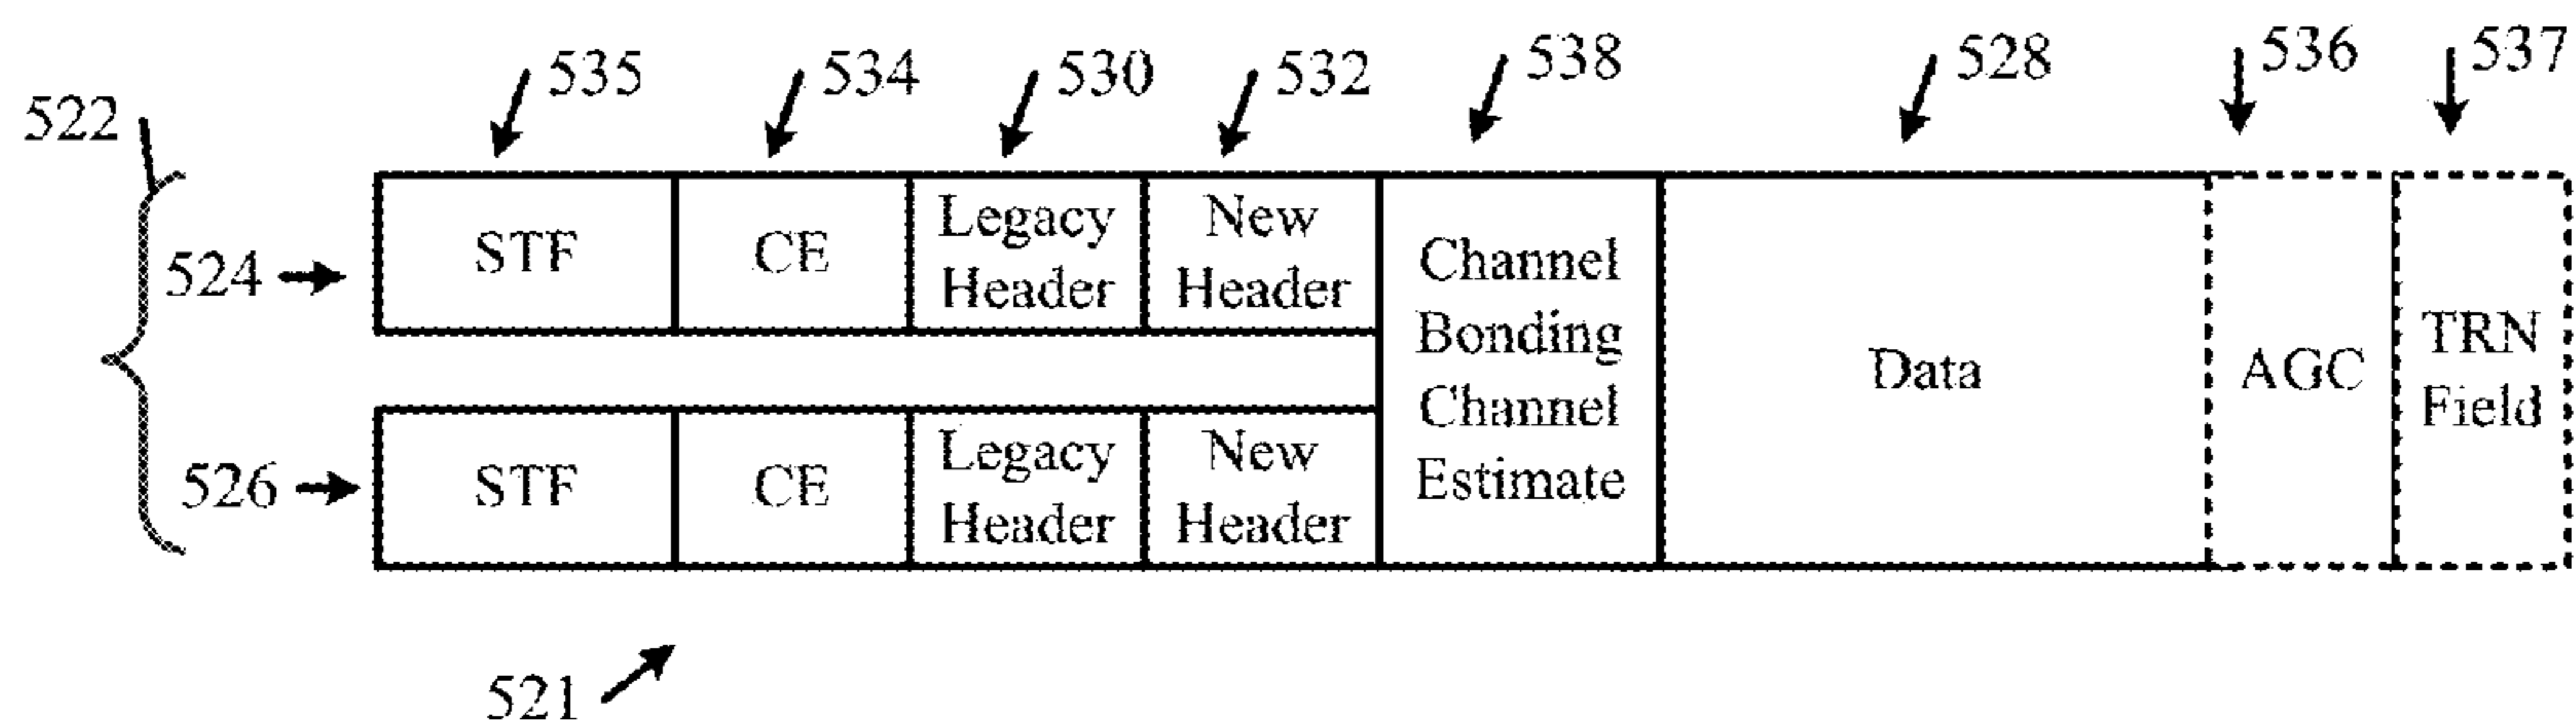 535
534
530
532
538
528
536
537
522
524
STF
CE
Legacy
Header
New
Header
Channel
Bonding
Channel
Estimate
Data
AGC
TRN
Field
526
STF
CE
Legacy
Header
New
Header
521